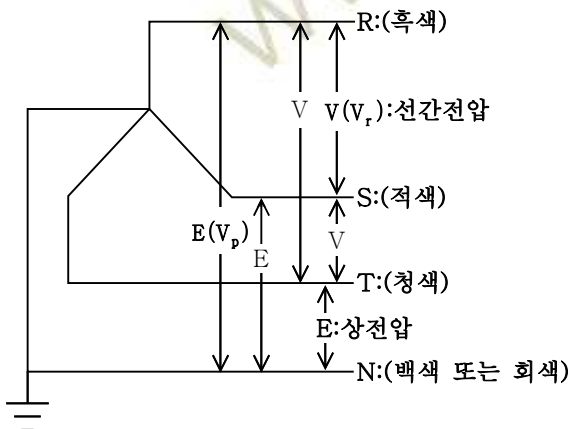 R:(흑색)
V
V(Vr):선간전압
S:(적색)
E(Vp)
E
V
T:(청색)
E:상전압
N:(백색 또는 회색)